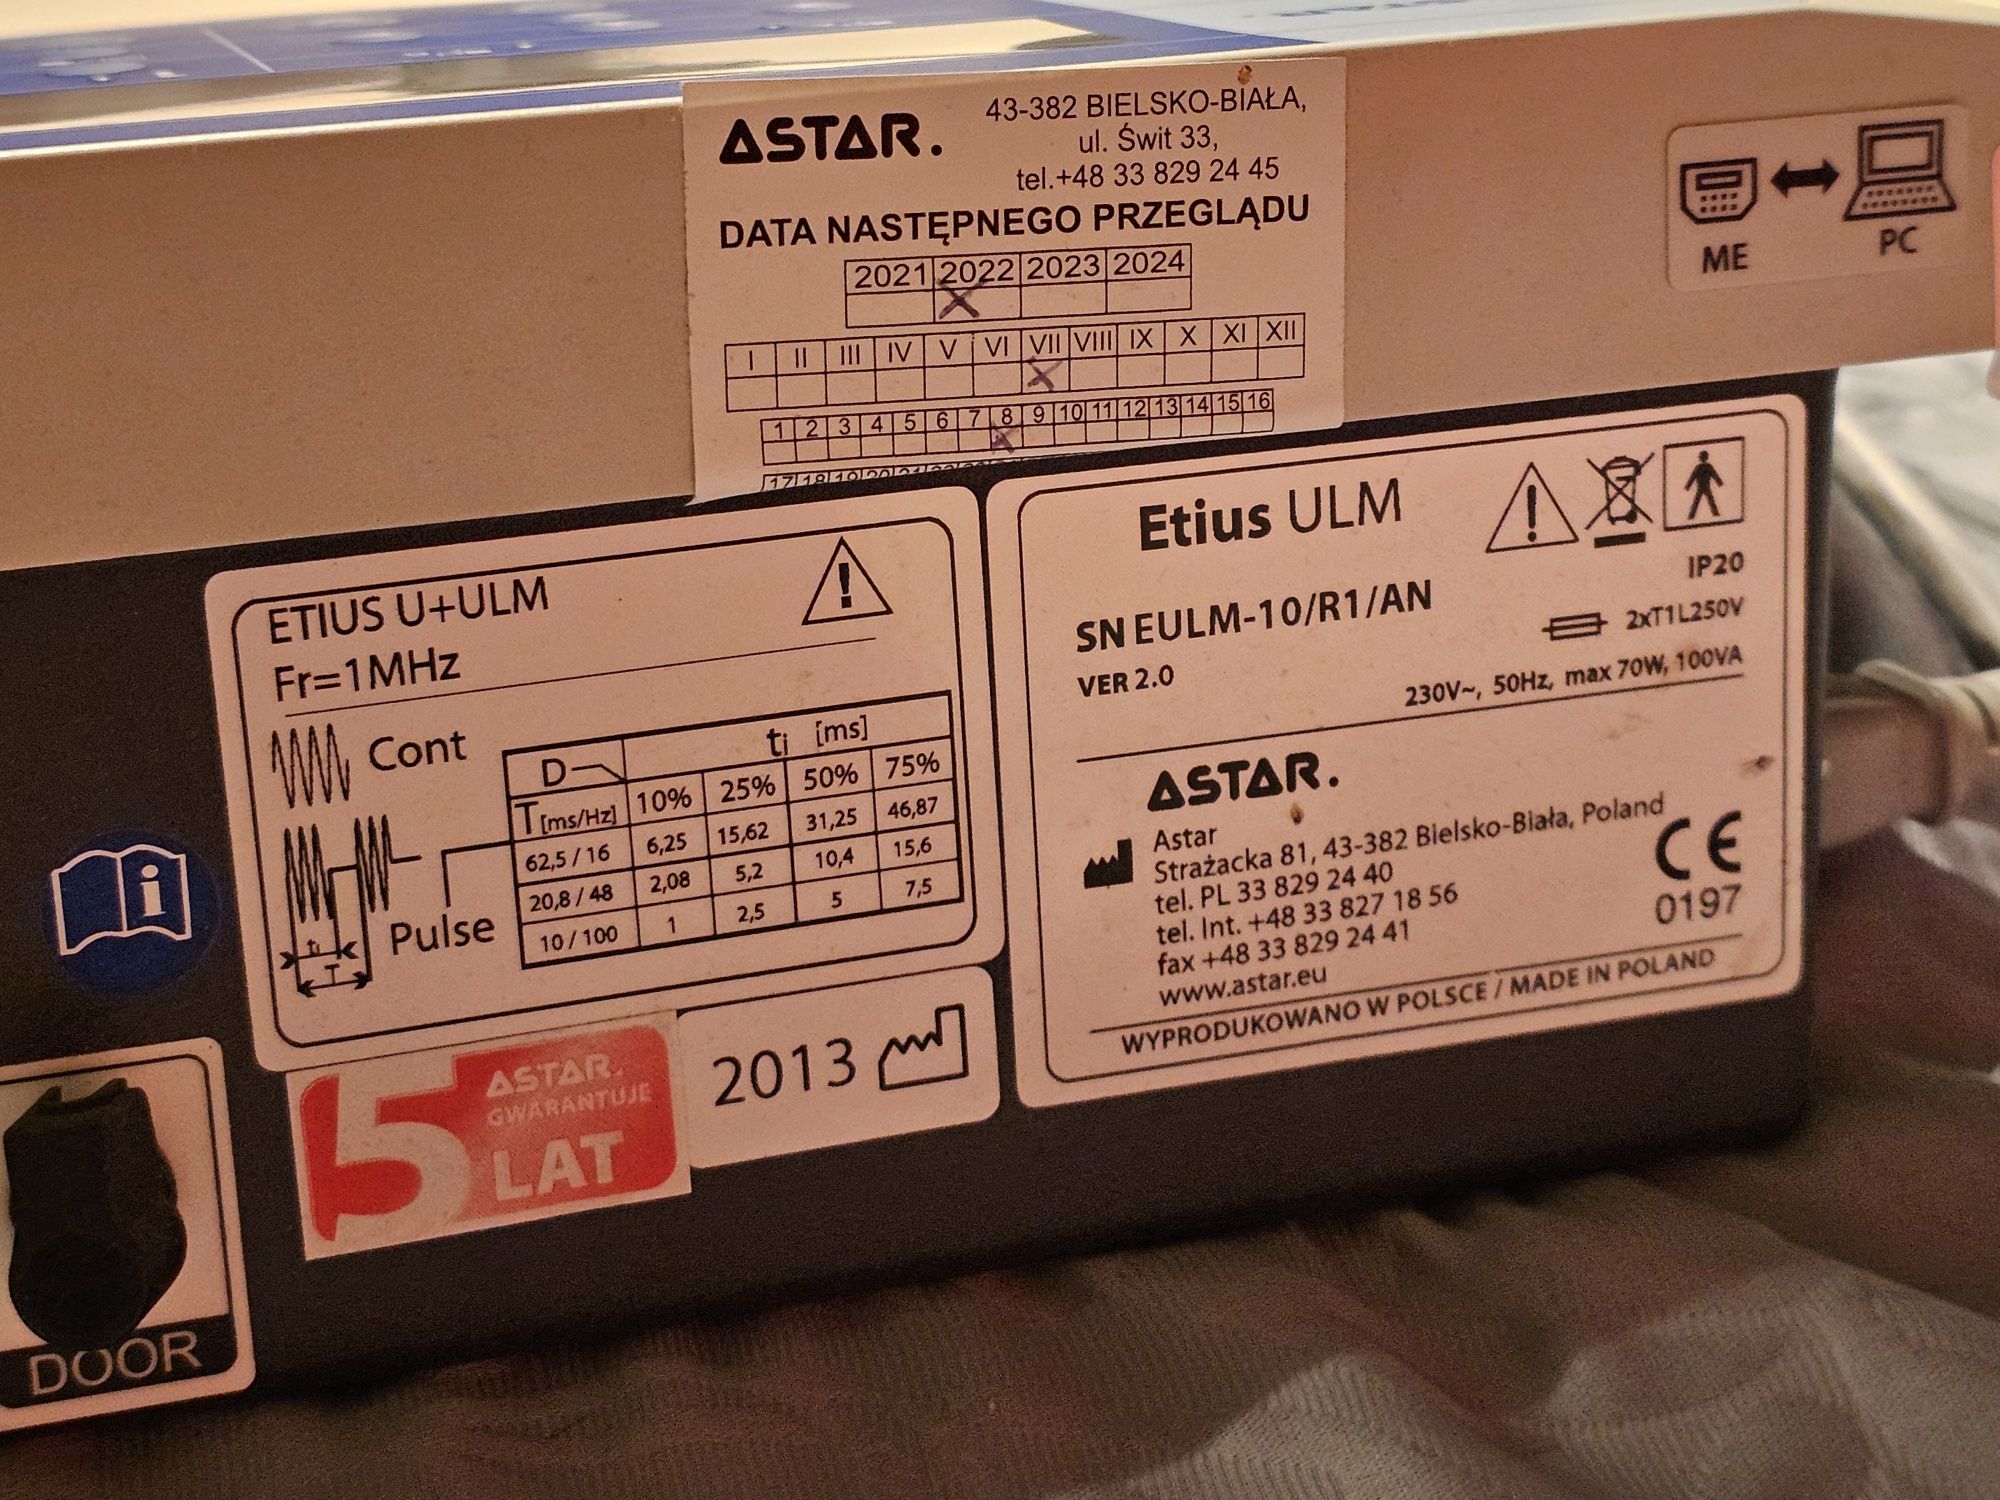 ASTAR.
43-382 BIELSKO-BIAŁA,
ul. Świt 33,
tel.+48 33 829 24 45
DATA NASTĘPNEGO PRZEGLĄDU
2021 2022 2023 2024
I II III IV V VI VII VIII IX X XI XII
1 2 3 4 5 6 7 8 9 10 11 12 13 14 15 16
17 18 19 20 21
ME PC
ETIUS U+ULM
Fr=1MHz
Cont
Pulse
ti
T
D ti [ms]
T[ms/Hz] 10% 25% 50% 75%
62,5 / 16 6,25 15,62 31,25 46,87
20,8 / 48 2,08 5,2 10,4 15,6
10 / 100 1 2,5 5 7,5
Etius ULM
IP20
SN EULM-10/R1/AN
2xT1L250V
VER 2.0
230V~, 50Hz, max 70W, 100VA
ASTAR.
Astar
Strażacka 81, 43-382 Bielsko-Biała, Poland
tel. PL 33 829 24 40
tel. Int. +48 33 827 18 56
fax +48 33 829 24 41
www.astar.eu
CE
0197
WYPRODUKOWANO W POLSCE / MADE IN POLAND
5
ASTAR.
GWARANTUJE
LAT
2013
DOOR